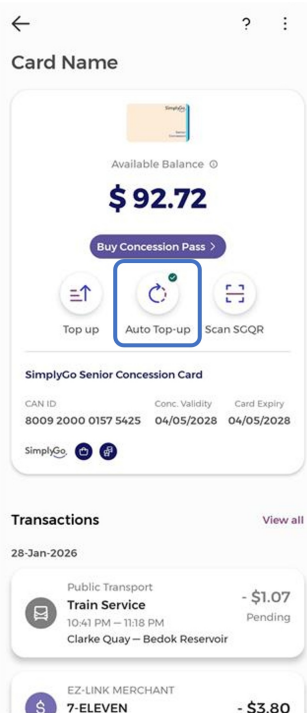 ?
Card Name
SimplyGo
Available Balance
$ 92.72
Buy Concession Pass >
Top up
Auto Top-up
Scan SGQR
SimplyGo Senior Concession Card
CAN ID
Conc. Validity
Card Expiry
8009 2000 0157 5425
04/05/2028
04/05/2028
SimplyGo
Transactions
View all
28-Jan-2026
Public Transport
Train Service
10:41 PM — 11:18 PM
Clarke Quay — Bedok Reservoir
- $1.07
Pending
EZ-LINK MERCHANT
7-ELEVEN
- $3.80
$